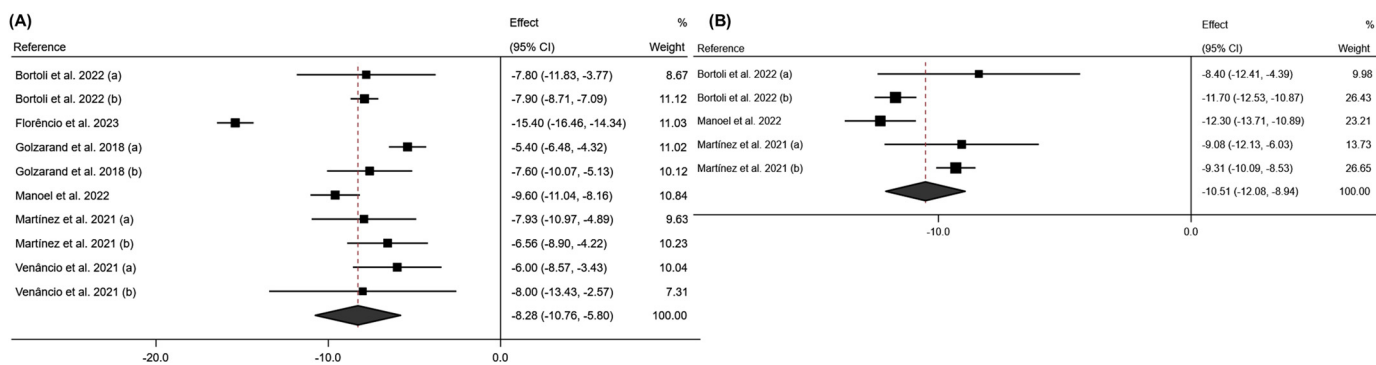 (A)
Effect %
Reference (95% CI) Weight
Bortoli et al. 2022 (a) -7.80 (-11.83, -3.77) 8.67
Bortoli et al. 2022 (b) -7.90 (-8.71, -7.09) 11.12
Florêncio et al. 2023 -15.40 (-16.46, -14.34) 11.03
Golzarand et al. 2018 (a) -5.40 (-6.48, -4.32) 11.02
Golzarand et al. 2018 (b) -7.60 (-10.07, -5.13) 10.12
Manoel et al. 2022 -9.60 (-11.04, -8.16) 10.84
Martínez et al. 2021 (a) -7.93 (-10.97, -4.89) 9.63
Martínez et al. 2021 (b) -6.56 (-8.90, -4.22) 10.23
Venâncio et al. 2021 (a) -6.00 (-8.57, -3.43) 10.04
Venâncio et al. 2021 (b) -8.00 (-13.43, -2.57) 7.31
-8.28 (-10.76, -5.80) 100.00
-20.0 -10.0 0.0
(B)
Effect %
Reference (95% CI) Weight
Bortoli et al. 2022 (a) -8.40 (-12.41, -4.39) 9.98
Bortoli et al. 2022 (b) -11.70 (-12.53, -10.87) 26.43
Manoel et al. 2022 -12.30 (-13.71, -10.89) 23.21
Martínez et al. 2021 (a) -9.08 (-12.13, -6.03) 13.73
Martínez et al. 2021 (b) -9.31 (-10.09, -8.53) 26.65
-10.51 (-12.08, -8.94) 100.00
-10.0 0.0